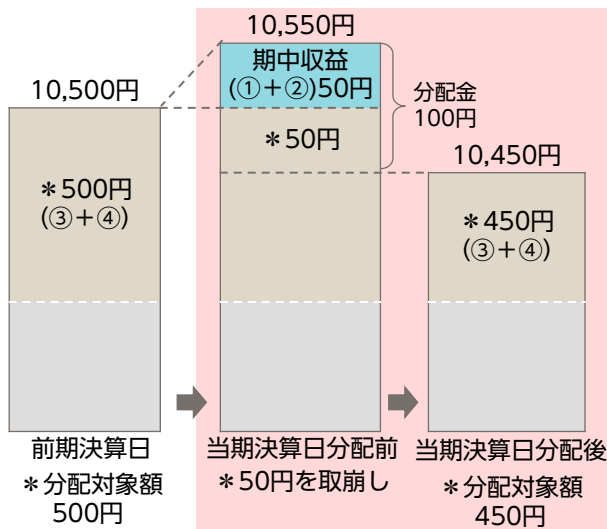 10,500円
＊500円
(③＋④)
前期決算日
＊分配対象額
500円
10,550円
期中収益
(①＋②)50円
＊50円
分配金
100円
当期決算日分配前
＊50円を取崩し
10,450円
＊450円
(③＋④)
当期決算日分配後
＊分配対象額
450円